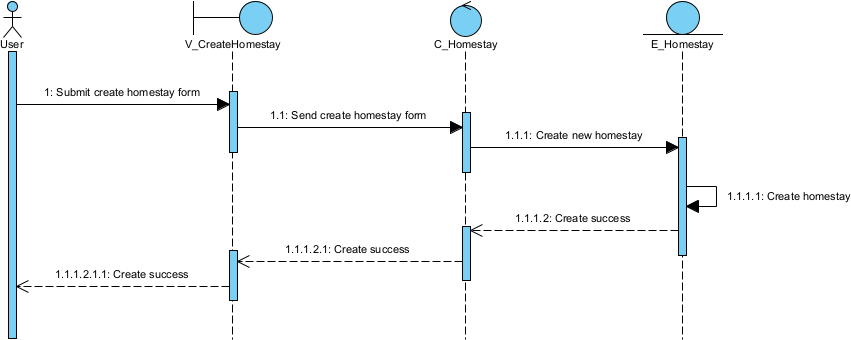 User
V_CreateHomestay
C_Homestay
E_Homestay
1: Submit create homestay form
1.1: Send create homestay form
1.1.1: Create new homestay
1.1.1.1: Create homestay
1.1.1.2: Create success
1.1.1.2.1: Create success
1.1.1.2.1.1: Create success